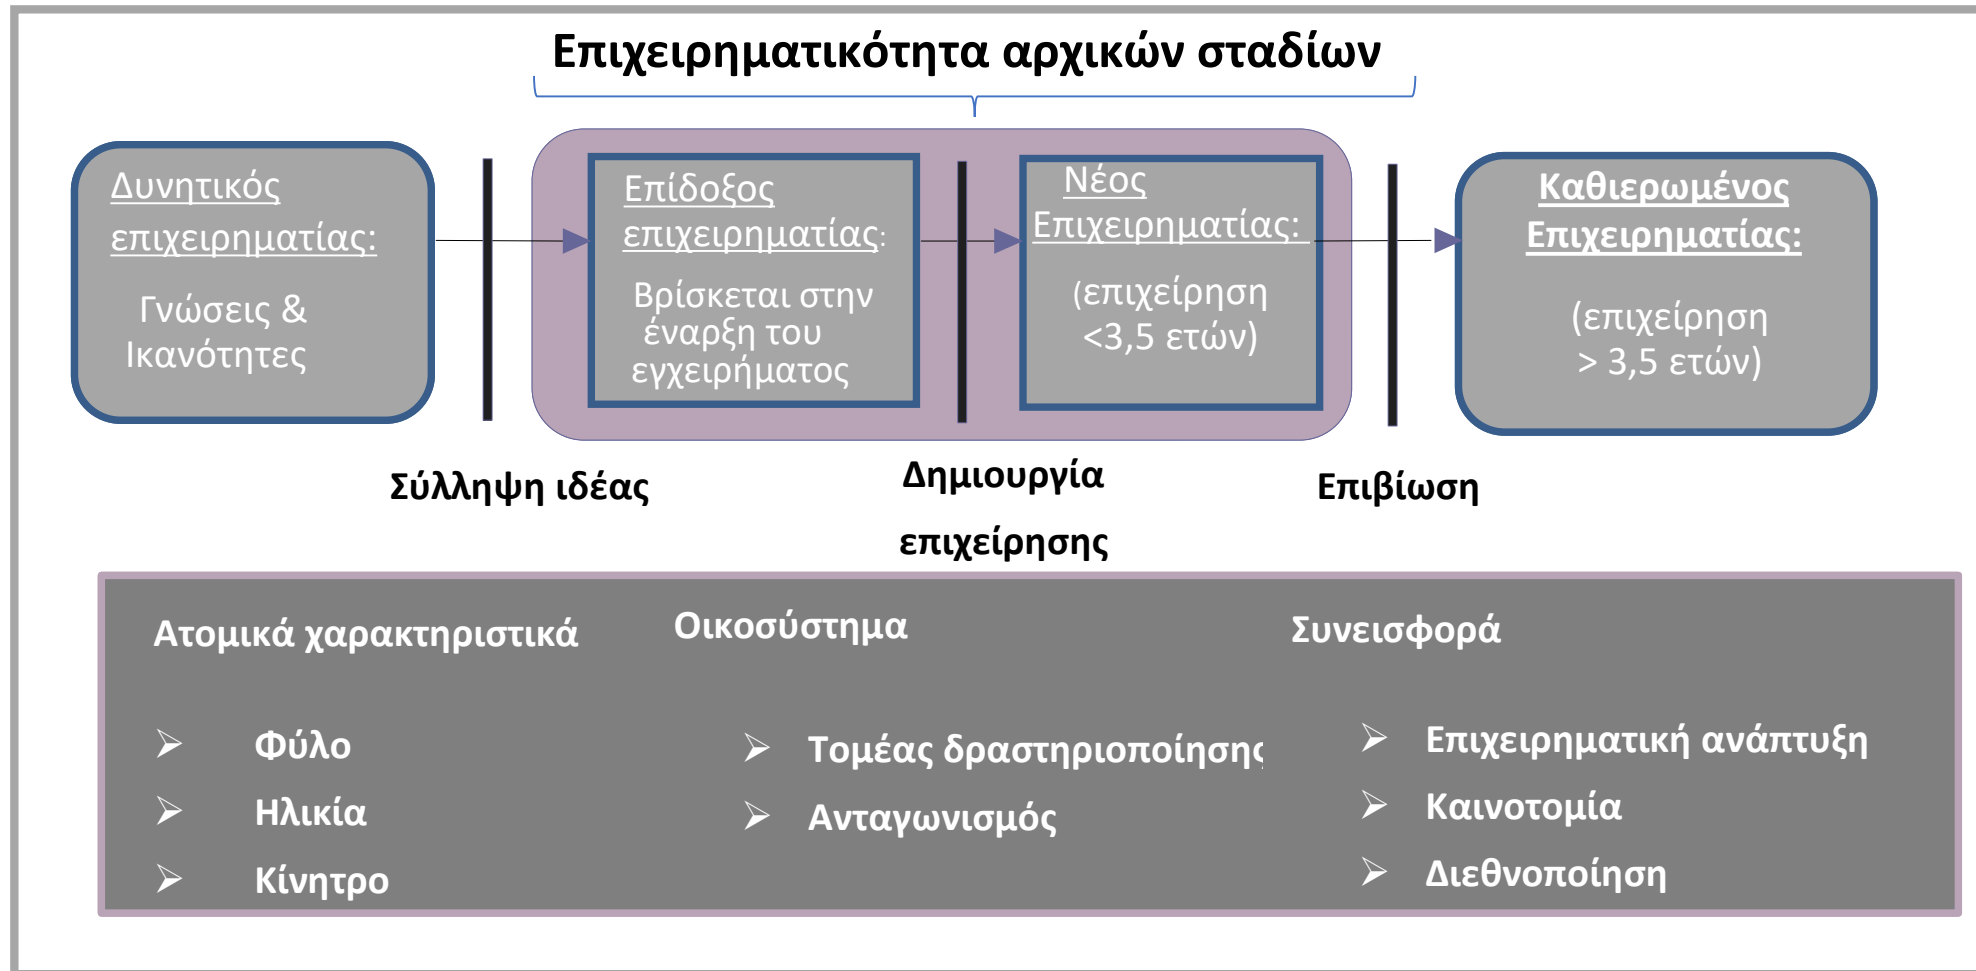 Επιχειρηματικότητα αρχικών σταδίων
Δυνητικός
επιχειρηματίας:
Γνώσεις &
Ικανότητες
Επίδοξος
επιχειρηματίας:
Βρίσκεται στην
έναρξη του
εγχειρήματος
Νέος
Επιχειρηματίας:
(επιχείρηση
<3,5 ετών)
Καθιερωμένος
Επιχειρηματίας:
(επιχείρηση
> 3,5 ετών)
Σύλληψη ιδέας
Δημιουργία
επιχείρησης
Επιβίωση
Ατομικά χαρακτηριστικά
➢ Φύλο
➢ Ηλικία
➢ Κίνητρο
Οικοσύστημα
➢ Τομέας δραστηριοποίησης
➢ Ανταγωνισμός
Συνεισφορά
➢ Επιχειρηματική ανάπτυξη
➢ Καινοτομία
➢ Διεθνοποίηση